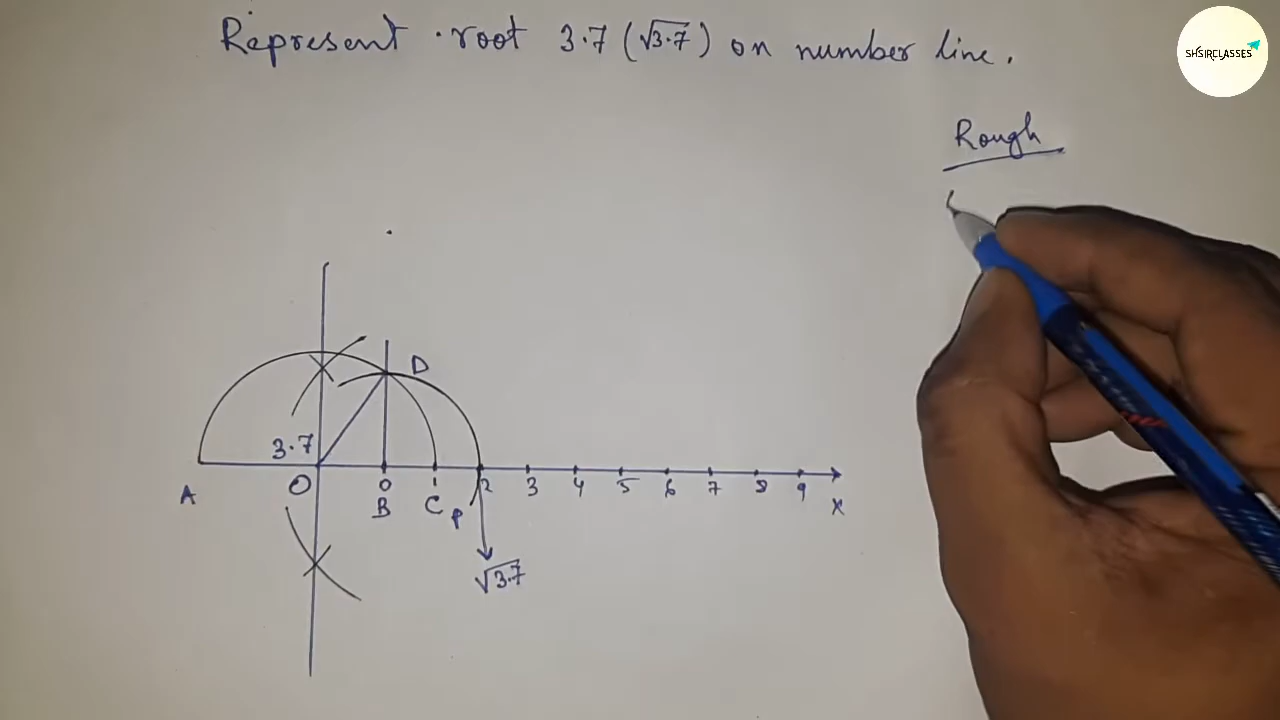 Represent root 3.7 (√3.7) on number line.
SHSIRCLASSES
Rough
D
3.7
A O 0 2 3 4 5 6 7 8 9
B C P X
√3.7